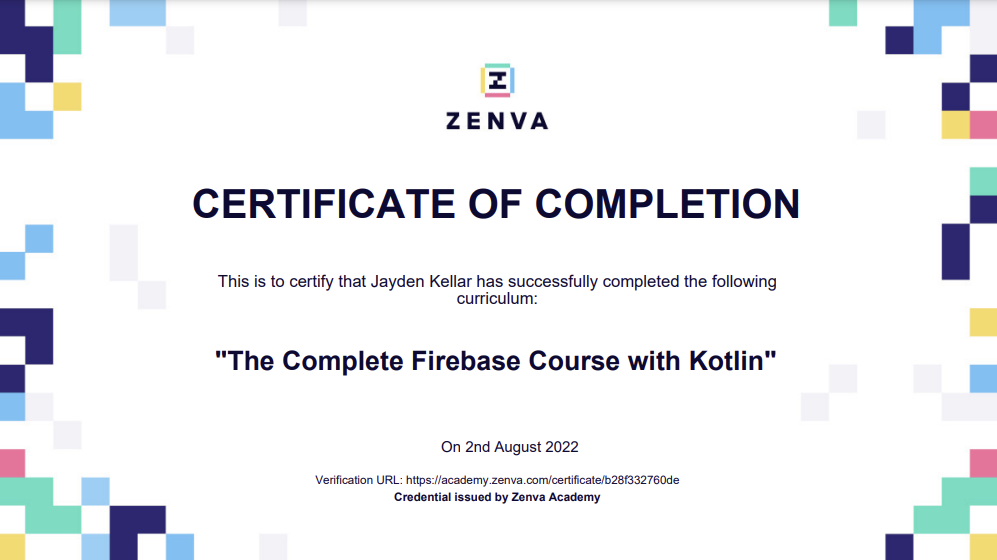 ZENVA
CERTIFICATE OF COMPLETION
This is to certify that Jayden Kellar has successfully completed the following
curriculum:
"The Complete Firebase Course with Kotlin"
On 2nd August 2022
Verification URL: https://academy.zenva.com/certificate/b28f332760de
Credential issued by Zenva Academy